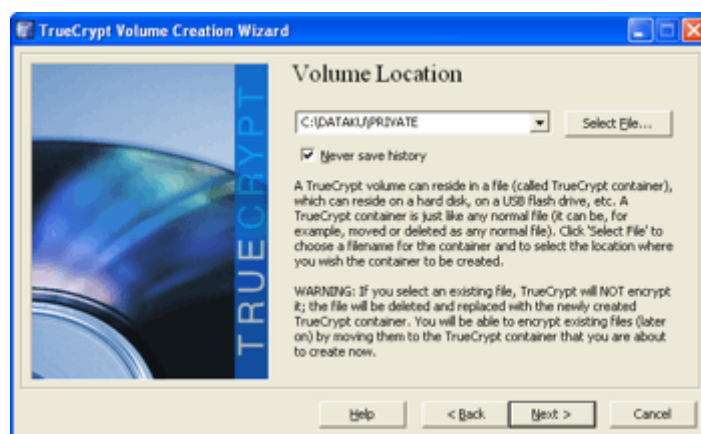 TrueCrypt Volume Creation Wizard
TRUECRYPT
Volume Location
C:\DATAKU\PRIVATE
Select File...
Never save history
A TrueCrypt volume can reside in a file (called TrueCrypt container),
which can reside on a hard disk, on a USB flash drive, etc. A
TrueCrypt container is just like any normal file (it can be, for
example, moved or deleted as any normal file). Click 'Select File' to
choose a filename for the container and to select the location where
you wish the container to be created.
WARNING: If you select an existing file, TrueCrypt will NOT encrypt
it; the file will be deleted and replaced with the newly created
TrueCrypt container. You will be able to encrypt existing files (later
on) by moving them to the TrueCrypt container that you are about
to create now.
Help
< Back
Next >
Cancel